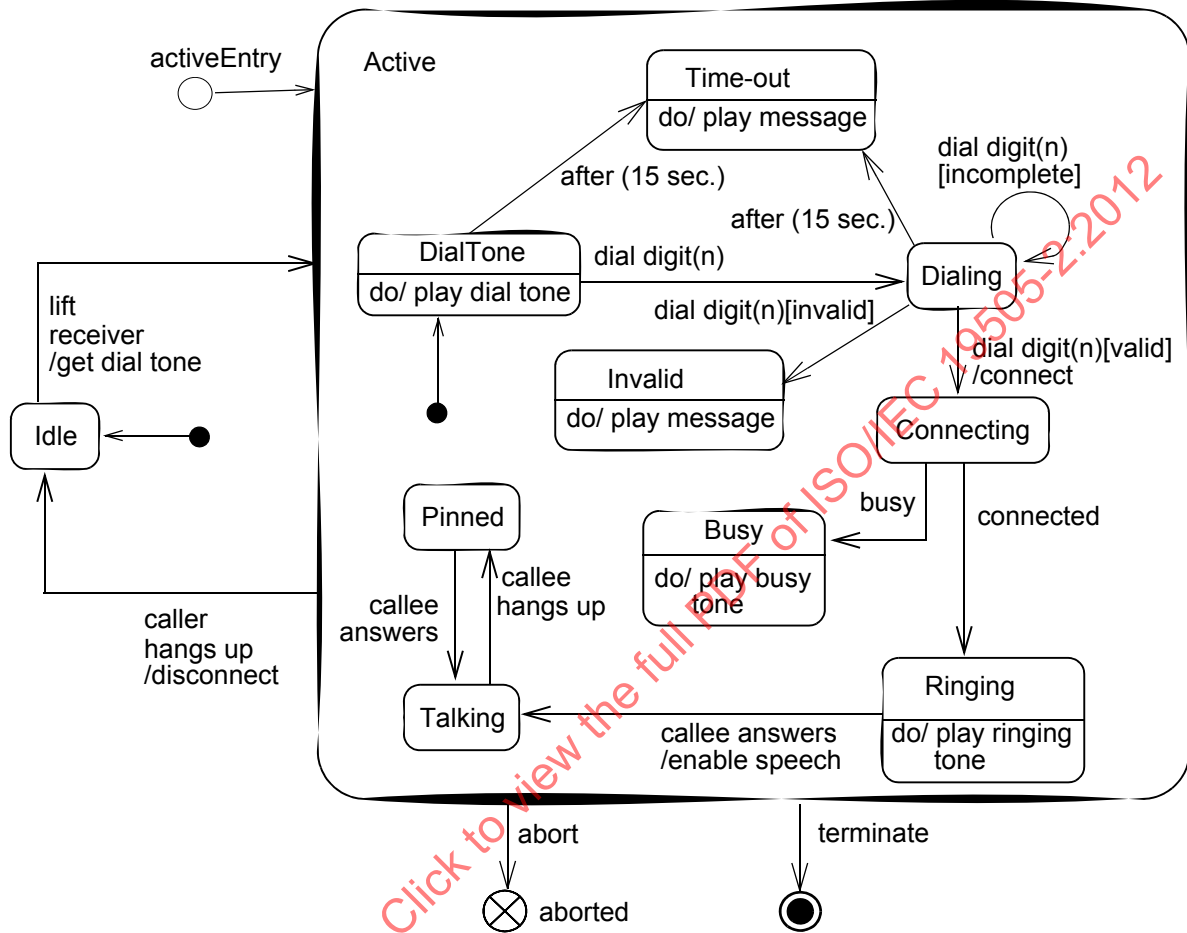 activeEntry
Active
Time-out
do/ play message
dial digit(n)
[incomplete]
after (15 sec.)
after (15 sec.)
DialTone
do/ play dial tone
dial digit(n)
Dialing
lift
receiver
/get dial tone
dial digit(n)[invalid]
dial digit(n)[valid]
/connect
Invalid
do/ play message
Idle
Connecting
Pinned
busy
connected
Busy
do/ play busy
tone
callee
hangs up
callee
answers
caller
hangs up
/disconnect
Talking
callee answers
/enable speech
Ringing
do/ play ringing
tone
abort
terminate
aborted
Click to view the full PDF of ISO/IEC 19505-2:2012